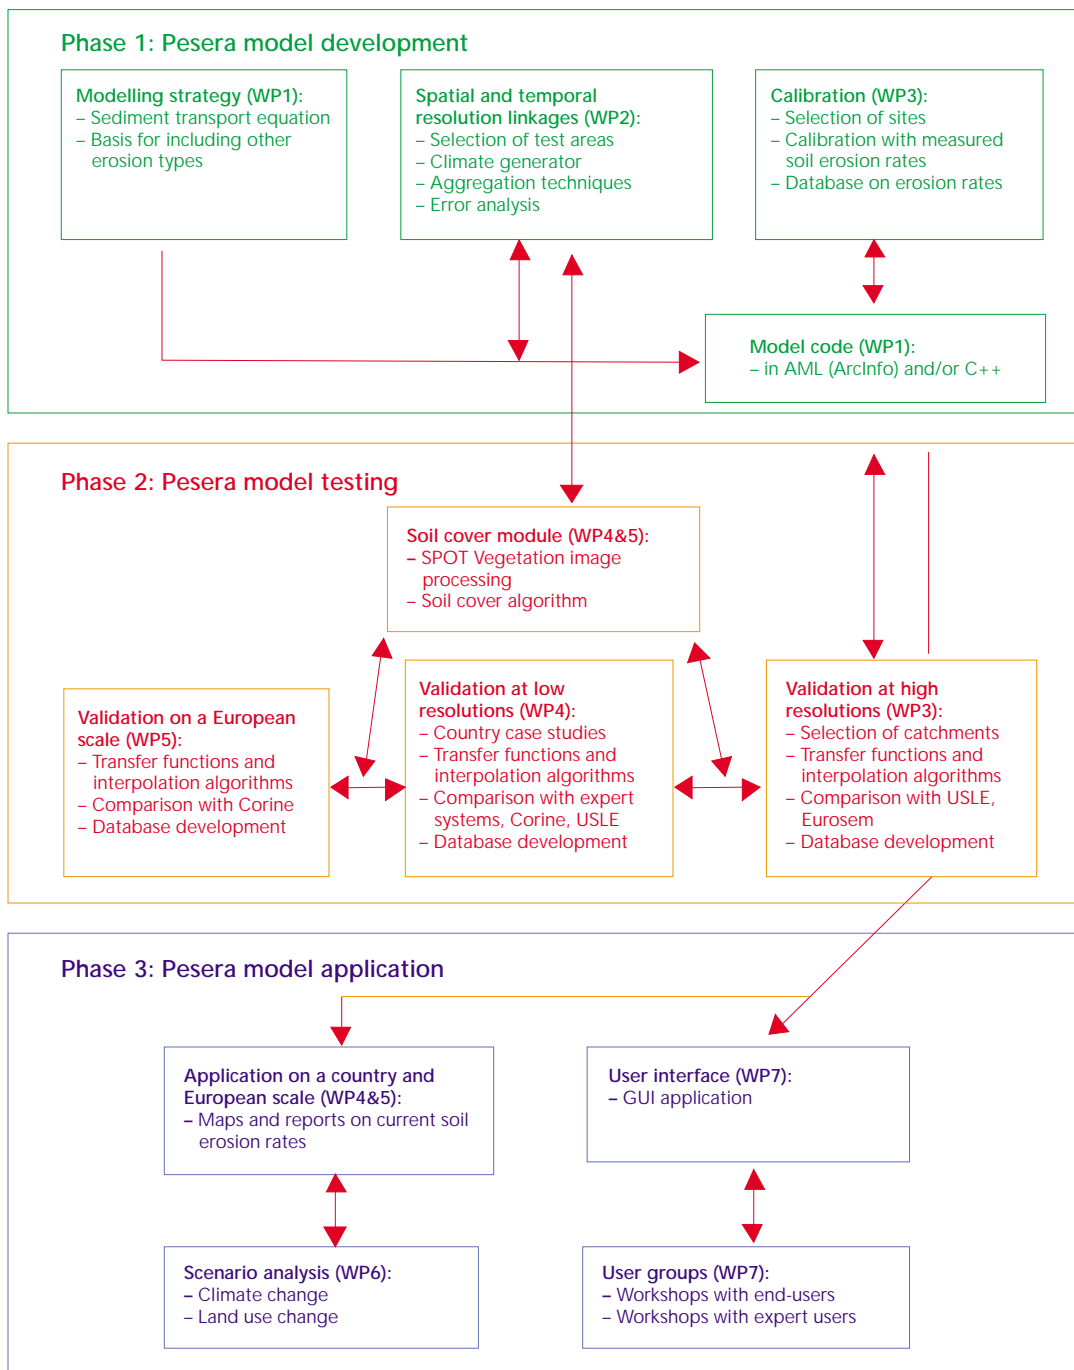 Phase 1: Pesera model development
Modelling strategy (WP1):
– Sediment transport equation
– Basis for including other
erosion types
Spatial and temporal
resolution linkages (WP2):
– Selection of test areas
– Climate generator
– Aggregation techniques
– Error analysis
Calibration (WP3):
– Selection of sites
– Calibration with measured
soil erosion rates
– Database on erosion rates
Model code (WP1):
– in AML (ArcInfo) and/or C++
Phase 2: Pesera model testing
Soil cover module (WP4&5):
– SPOT Vegetation image
processing
– Soil cover algorithm
Validation on a European
scale (WP5):
– Transfer functions and
interpolation algorithms
– Comparison with Corine
– Database development
Validation at low
resolutions (WP4):
– Country case studies
– Transfer functions and
interpolation algorithms
– Comparison with expert
systems, Corine, USLE
– Database development
Validation at high
resolutions (WP3):
– Selection of catchments
– Transfer functions and
interpolation algorithms
– Comparison with USLE,
Eurosem
– Database development
Phase 3: Pesera model application
Application on a country and
European scale (WP4&5):
– Maps and reports on current soil
erosion rates
User interface (WP7):
– GUI application
Scenario analysis (WP6):
– Climate change
– Land use change
User groups (WP7):
– Workshops with end-users
– Workshops with expert users